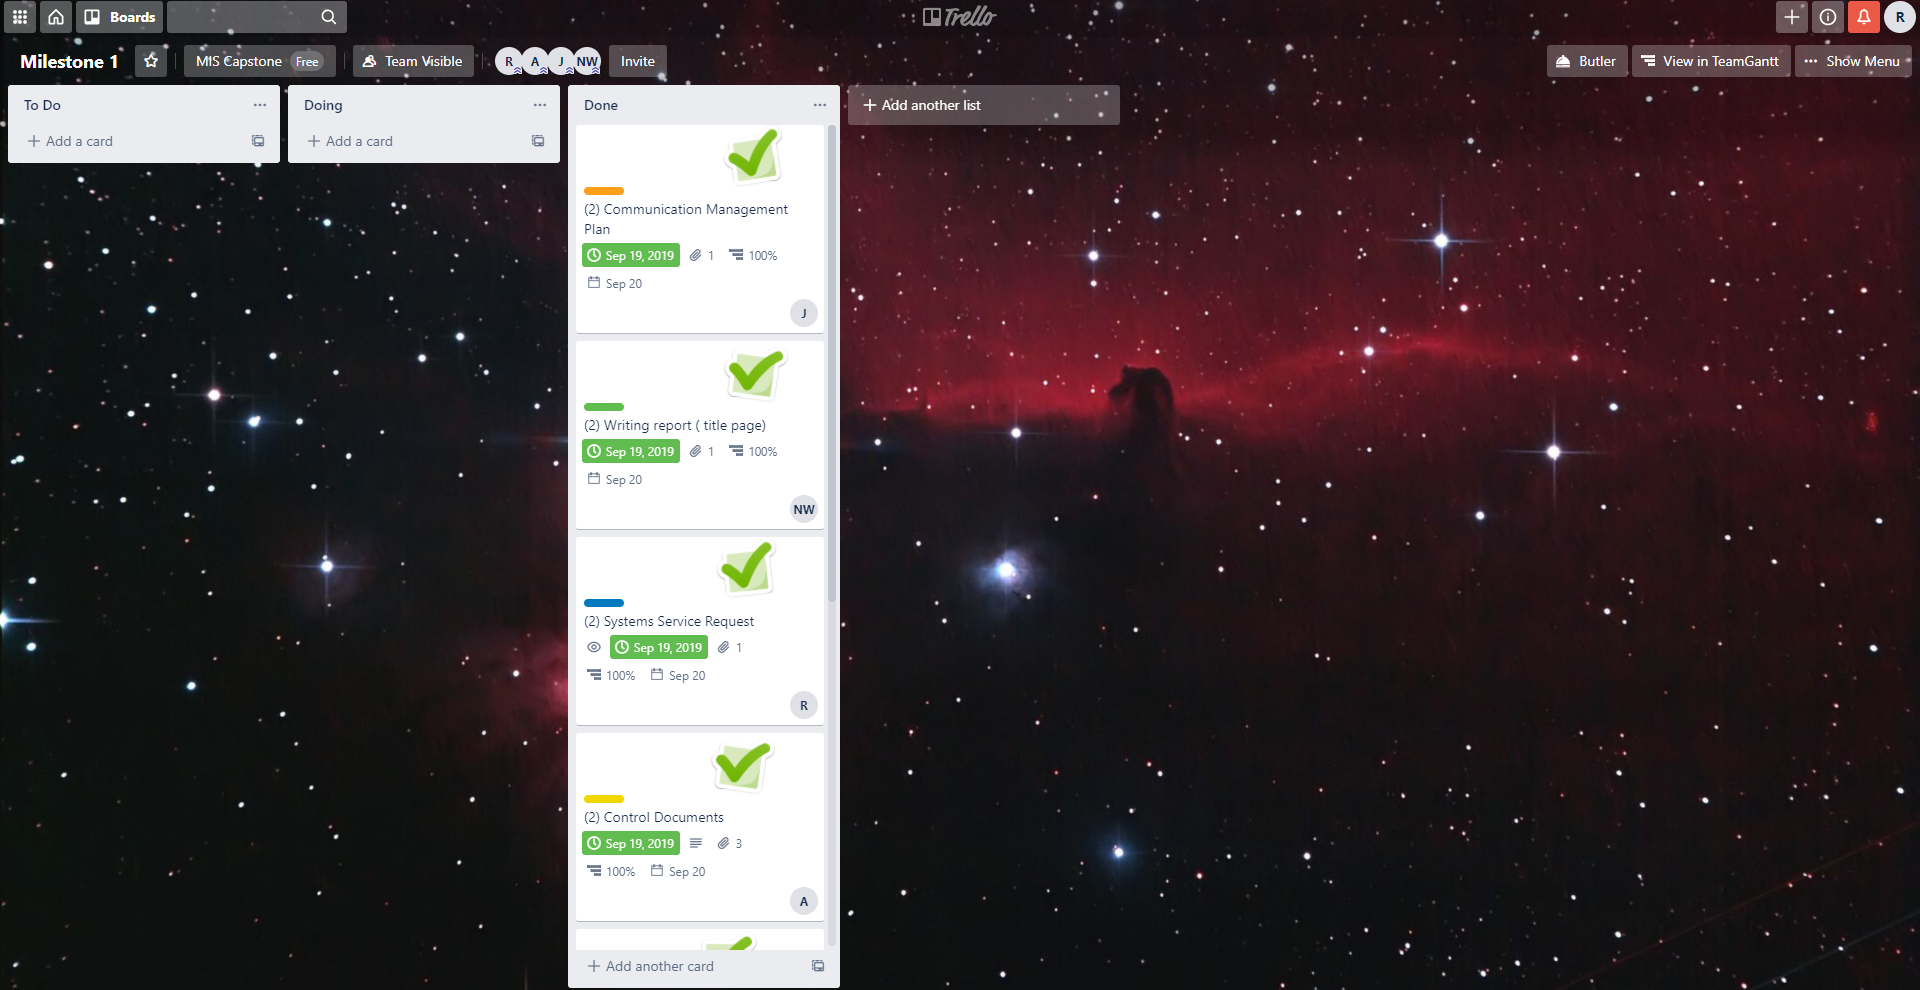 Boards
Trello
R
Milestone 1
MIS Capstone Free
Team Visible
R A J NW
Invite
Butler
View in TeamGantt
Show Menu
To Do
Add a card
Doing
Add a card
Done
(2) Communication Management
Plan
Sep 19, 2019 1 100%
Sep 20
J
(2) Writing report ( title page)
Sep 19, 2019 1 100%
Sep 20
NW
(2) Systems Service Request
Sep 19, 2019 1
100% Sep 20
R
(2) Control Documents
Sep 19, 2019 3
100% Sep 20
A
Add another card
Add another list